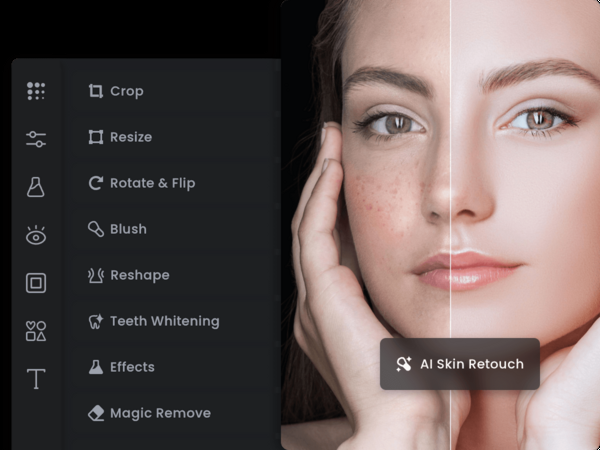 Crop
Resize
Rotate & Flip
Blush
Reshape
Teeth Whitening
Effects
Magic Remove
AI Skin Retouch